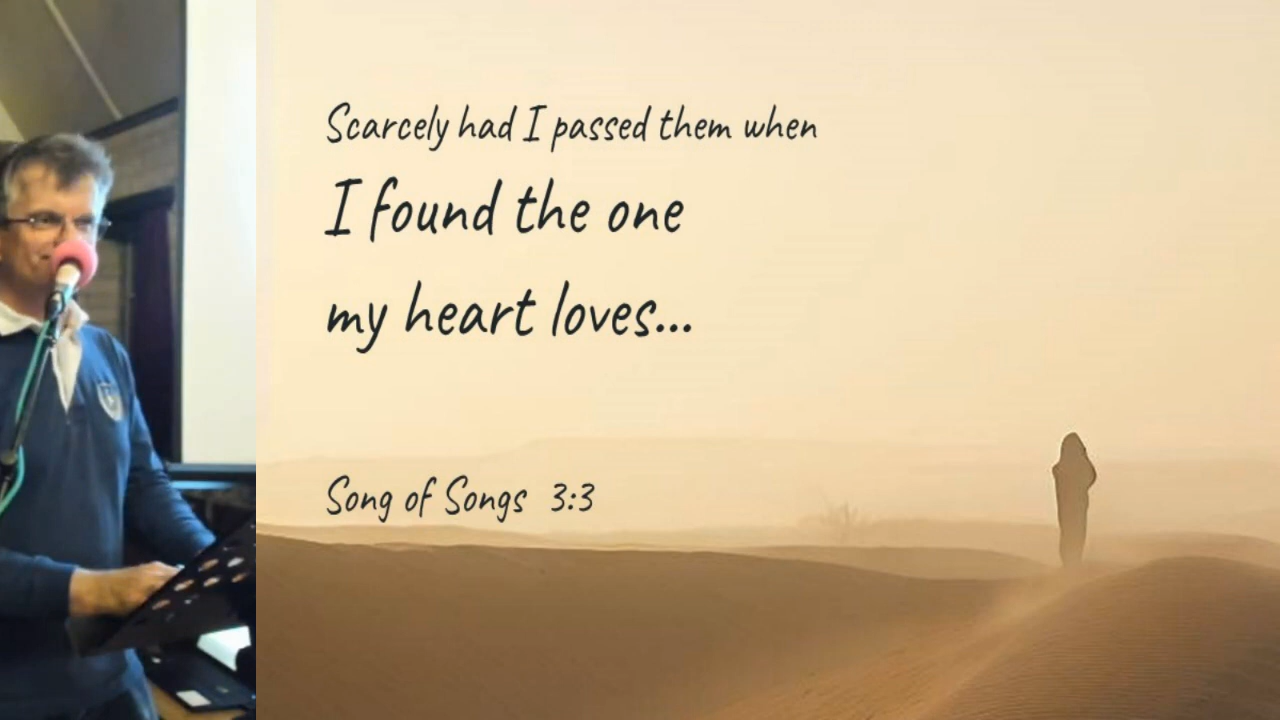 Scarcely had I passed them when
I found the one
my heart loves...
Song of Songs 3:3